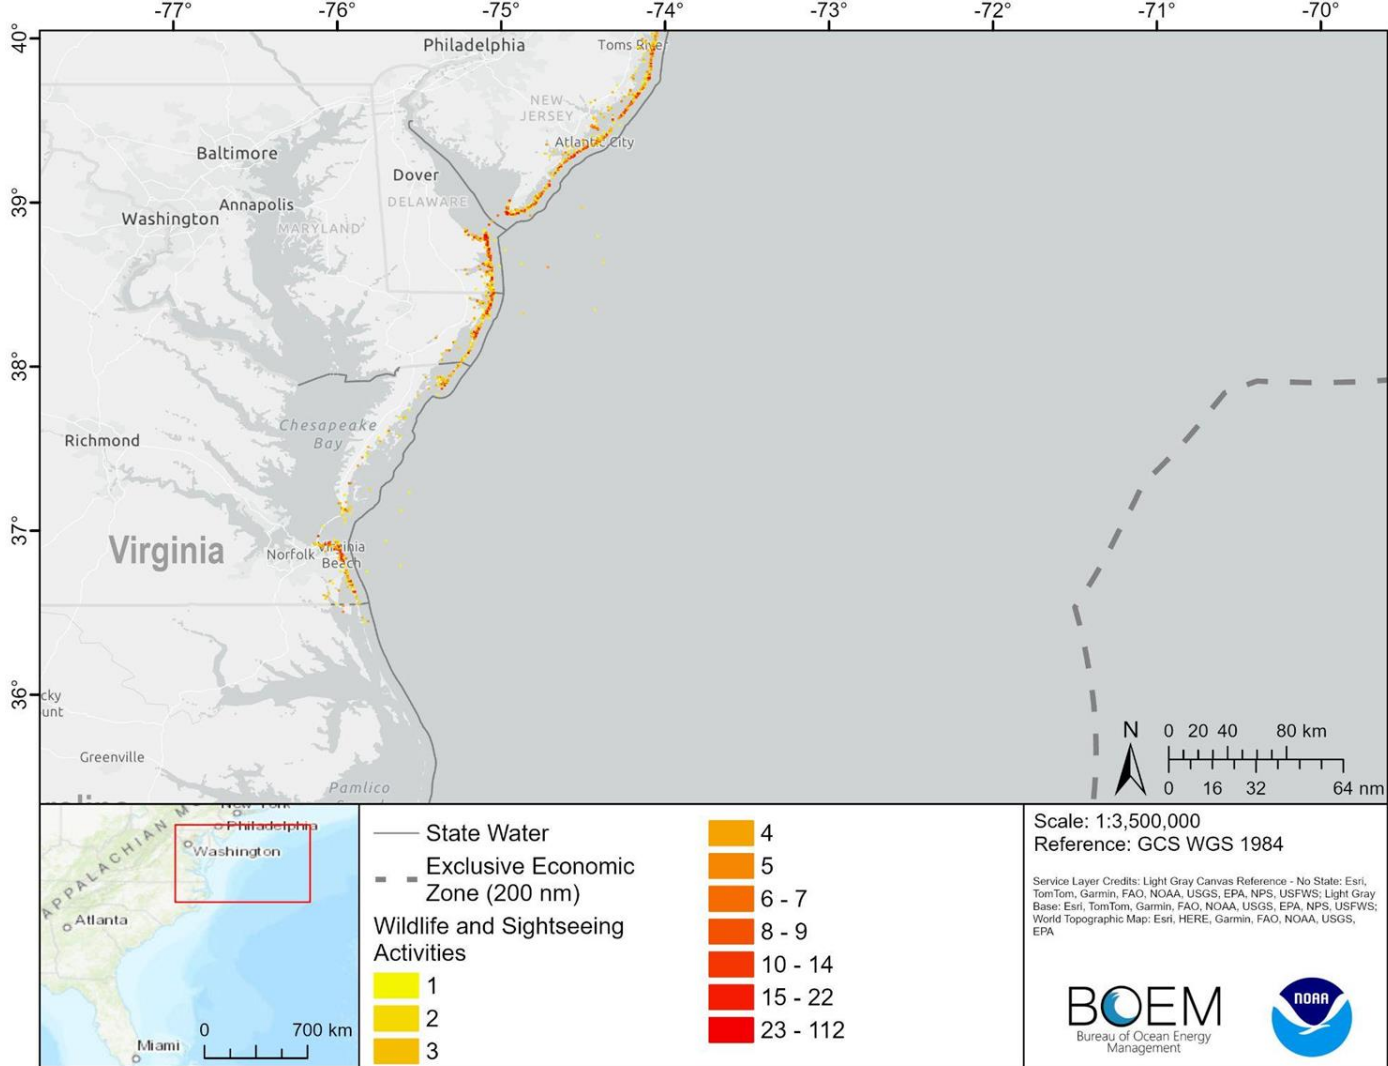 -77° -76° -75° -74° -73° -72° -71° -70°
40°
Philadelphia
Toms River
NEW
JERSEY
Atlantic City
Baltimore
Dover
39°
Annapolis
DELAWARE
Washington
MARYLAND
38°
Chesapeake
Bay
Richmond
37°
Virginia
Norfolk
Virginia
Beach
36°
cky
unt
Greenville
Pamlico
N
0 20 40 80 km
0 16 32 64 nm
New York
Philadelphia
Washington
APPALACHIAN M
Atlanta
0 700 km
Miami
State Water
Exclusive Economic
Zone (200 nm)
Wildlife and Sightseeing
Activities
1
2
3
4
5
6 - 7
8 - 9
10 - 14
15 - 22
23 - 112
Scale: 1:3,500,000
Reference: GCS WGS 1984
Service Layer Credits: Light Gray Canvas Reference - No State: Esri,
TomTom, Garmin, FAO, NOAA, USGS, EPA, NPS, USFWS; Light Gray
Base: Esri, TomTom, Garmin, FAO, NOAA, USGS, EPA, NPS, USFWS;
World Topographic Map: Esri, HERE, Garmin, FAO, NOAA, USGS,
EPA
BOEM
Bureau of Ocean Energy
Management
NOAA